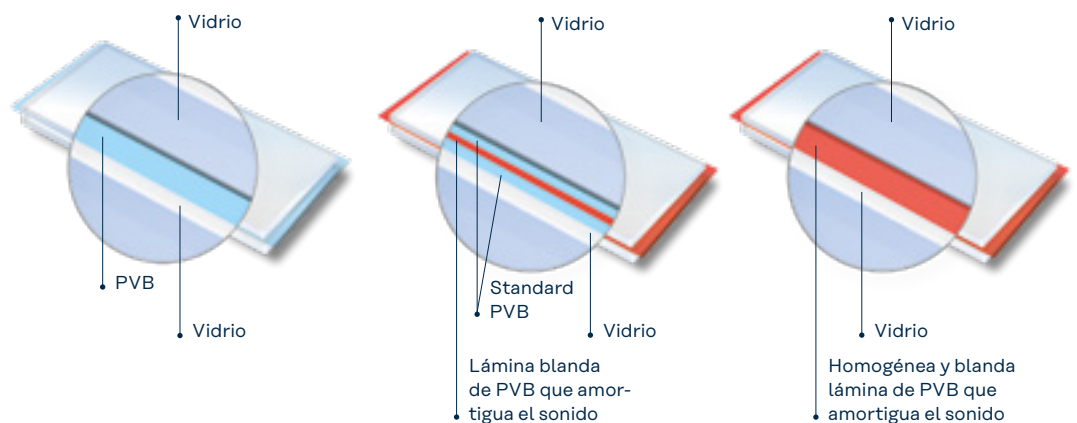 Vidrio
PVB
Vidrio
Vidrio
Standard
PVB
Vidrio
Lámina blanda
de PVB que amor-
tigua el sonido
Vidrio
Vidrio
Homogénea y blanda
lámina de PVB que
amortigua el sonido